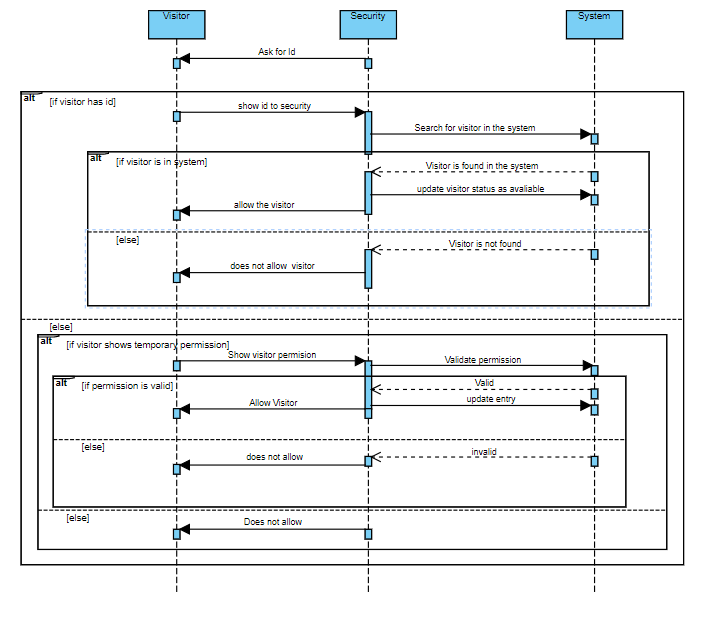 Visitor
Security
System
Ask for Id
alt
[if visitor has id]
show id to security
Search for visitor in the system
alt
[if visitor is in system]
Visitor is found in the system
update visitor status as avaliable
allow the visitor
[else]
Visitor is not found
does not allow visitor
[else]
alt
[if visitor shows temporary permission]
Show visitor permision
Validate permission
alt
[if permission is valid]
Valid
update entry
Allow Visitor
[else]
invalid
does not allow
[else]
Does not allow